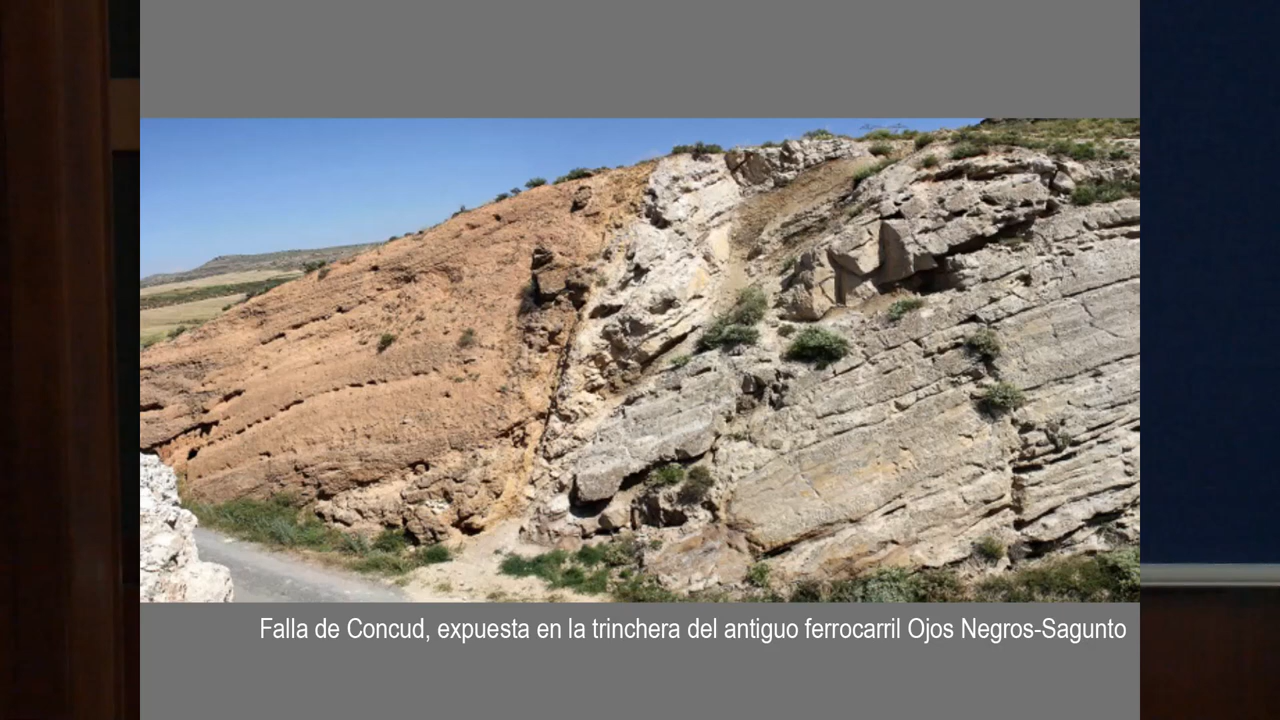 Falla de Concud, expuesta en la trinchera del antiguo ferrocarril Ojos Negros-Sagunto